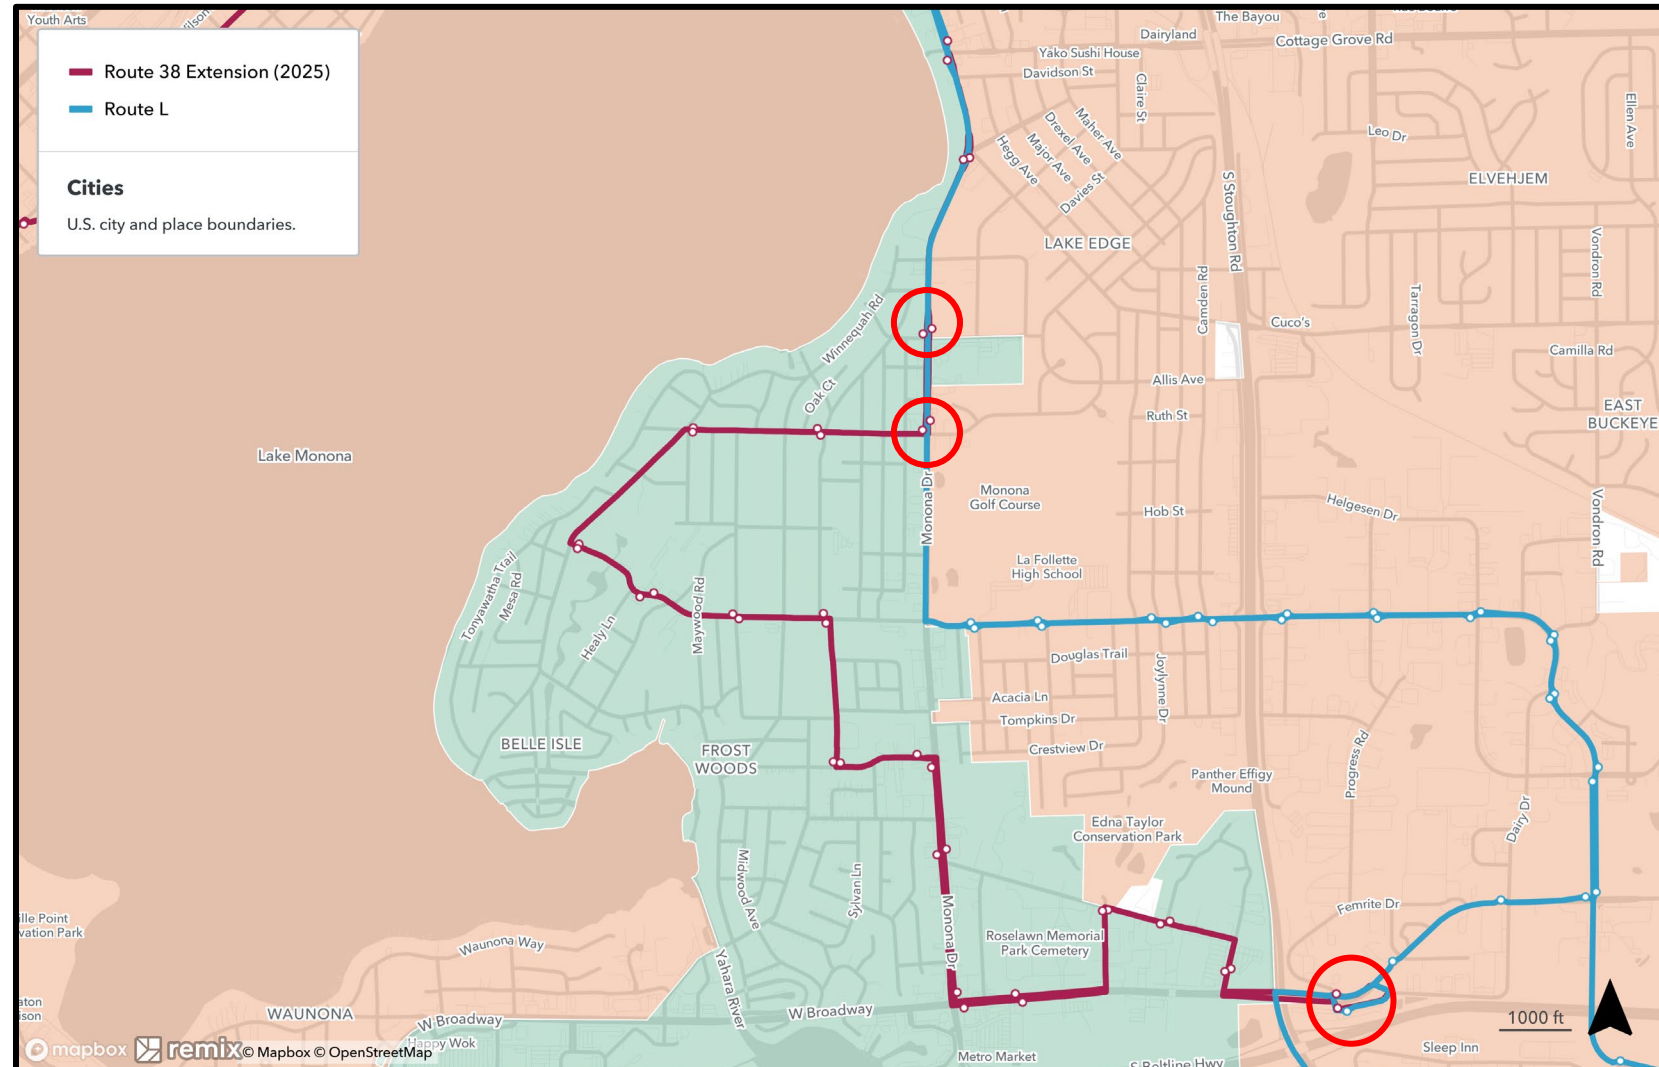 Youth Arts
Wilson
The Bayou
Dairyland
Cottage Grove Rd
Yako Sushi House
Davidson St
Claire St
Ellen Ave
Route 38 Extension (2025)
Route L
Cities
U.S. city and place boundaries.
Maher Ave
Drexel Ave
Major Ave
Hegg Ave
Davies St
Leo Dr
ELVEHJEM
S Stoughton Rd
LAKE EDGE
Vondron Rd
Campden Rd
Tarragon Dr
Cuco's
Winnequah Rd
Camilla Rd
Oak Ct
Allis Ave
Ruth St
EAST
BUCKEYE
Lake Monona
Monona Dr
Monona
Golf Course
Hob St
Helgesen Dr
Vondron Rd
La Follette
High School
Tonyawatha Trail
Mesa Rd
Healy Ln
Maywood Rd
Douglas Trail
Joylynne Dr
Acacia Ln
Tompkins Dr
Crestview Dr
BELLE ISLE
FROST
WOODS
Panther Effigy
Mound
Progress Rd
Dairy Dr
Edna Taylor
Conservation Park
Midwood Ave
Sylvan Ln
Monona Dr
Femrite Dr
ille Point
vation Park
Waunona Way
Roselawn Memorial
Park Cemetery
Yahara River
WAUNONA
W Broadway
W Broadway
1000 ft
Happy Wok
mapbox remix © Mapbox © OpenStreetMap
Metro Market
S Beltline Hwy
Sleep Inn